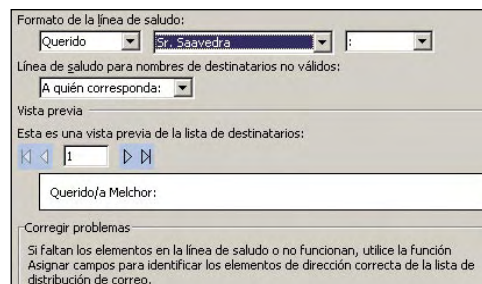 Formato de la línea de saludo:
Querido Sr. Saavedra :
Línea de saludo para nombres de destinatarios no válidos:
A quién corresponda:
Vista previa
Esta es una vista previa de la lista de destinatarios:
1
Querido/a Melchor:
Corregir problemas
Si faltan los elementos en la línea de saludo o no funcionan, utilice la función
Asignar campos para identificar los elementos de dirección correcta de la lista de
distribución de correo.